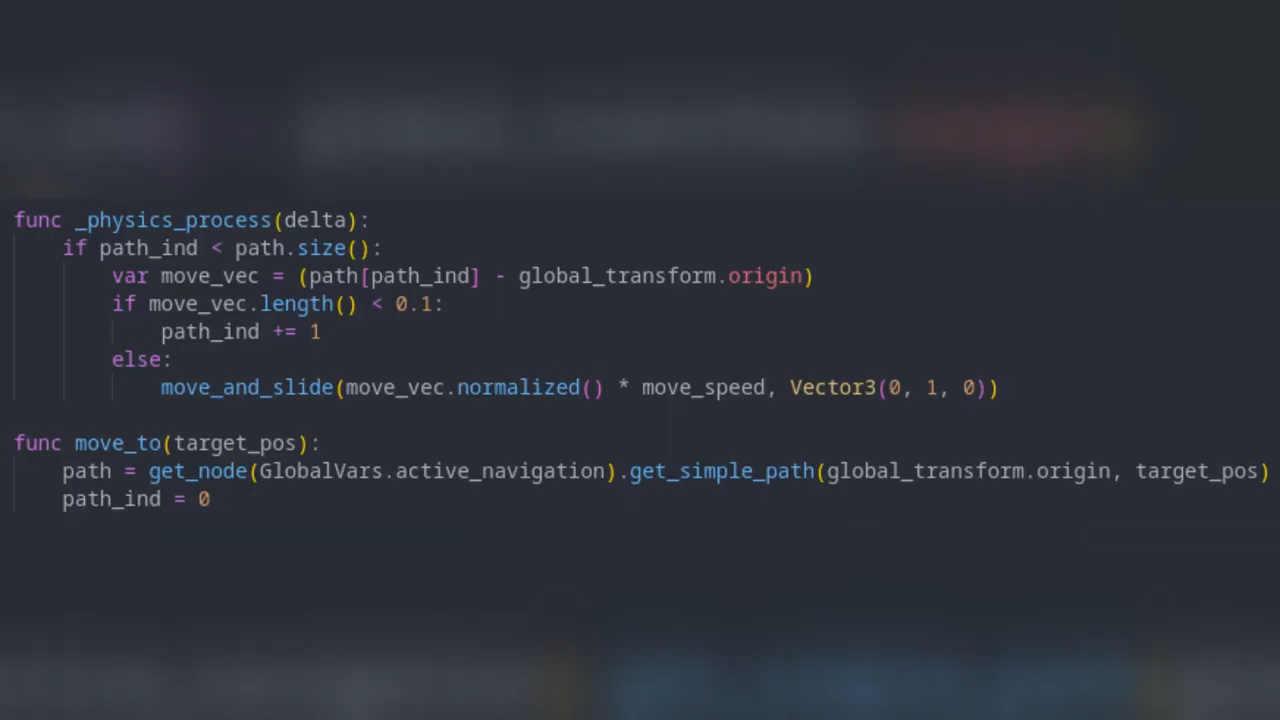 func _physics_process(delta):
    if path_ind < path.size():
        var move_vec = (path[path_ind] - global_transform.origin)
        if move_vec.length() < 0.1:
            path_ind += 1
        else:
            move_and_slide(move_vec.normalized() * move_speed, Vector3(0, 1, 0))

func move_to(target_pos):
    path = get_node(GlobalVars.active_navigation).get_simple_path(global_transform.origin, target_pos)
    path_ind = 0